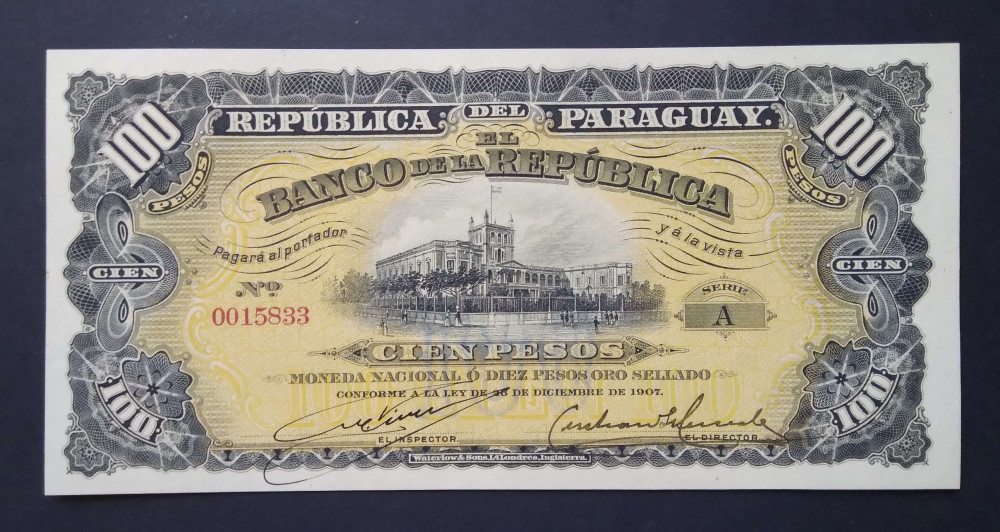 100 REPÚBLICA DEL PARAGUAY. 100
PESOS EL PESOS
BANCO DE LA REPÚBLICA
Pagará al portador y á la vista
CIEN CIEN
Nº SERIE
0015833 A
CIEN PESOS
MONEDA NACIONAL Ó DIEZ PESOS ORO SELLADO
CONFORME A LA LEY DE 26 DE DICIEMBRE DE 1907.
100 100
EL INSPECTOR EL DIRECTOR
Waterlow & Sons, Ld Londres, Inglaterra.